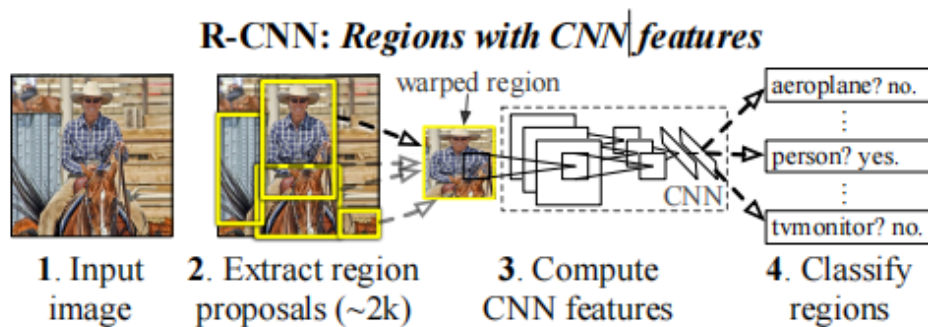 R-CNN: Regions with CNN features
warped region
aeroplane? no.
⋮
person? yes.
⋮
tvmonitor? no.
CNN
1. Input
image
2. Extract region
proposals (~2k)
3. Compute
CNN features
4. Classify
regions